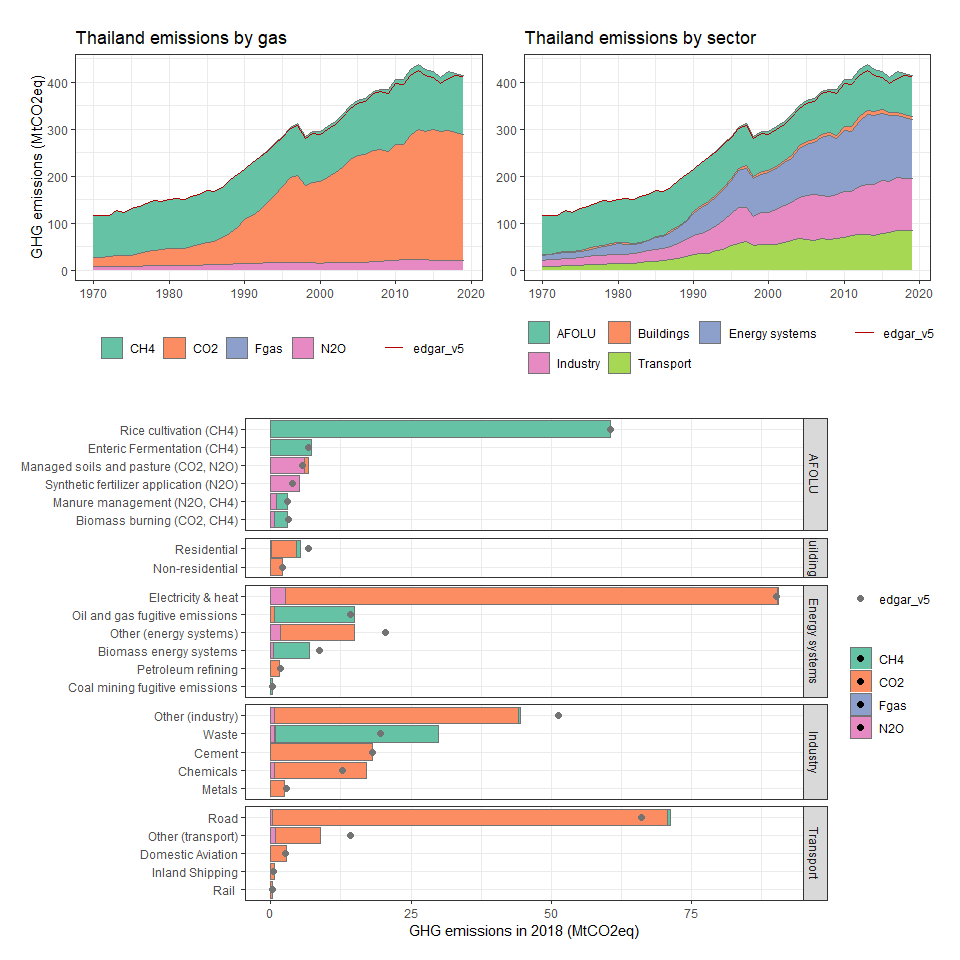 Thailand emissions by gas
Thailand emissions by sector
GHG emissions (MtCO2eq)
400
300
200
100
0
1970
1980
1990
2000
2010
2020
400
300
200
100
0
1970
1980
1990
2000
2010
2020
CH4
CO2
Fgas
N2O
edgar_v5
AFOLU
Buildings
Energy systems
edgar_v5
Industry
Transport
Rice cultivation (CH4)
Enteric Fermentation (CH4)
Managed soils and pasture (CO2, N2O)
Synthetic fertilizer application (N2O)
Manure management (N2O, CH4)
Biomass burning (CO2, CH4)
AFOLU
Residential
Non-residential
uilding
Electricity & heat
Oil and gas fugitive emissions
Other (energy systems)
Biomass energy systems
Petroleum refining
Coal mining fugitive emissions
Energy systems
Other (industry)
Waste
Cement
Chemicals
Metals
Industry
Road
Other (transport)
Domestic Aviation
Inland Shipping
Rail
Transport
0
25
50
75
GHG emissions in 2018 (MtCO2eq)
edgar_v5
CH4
CO2
Fgas
N2O